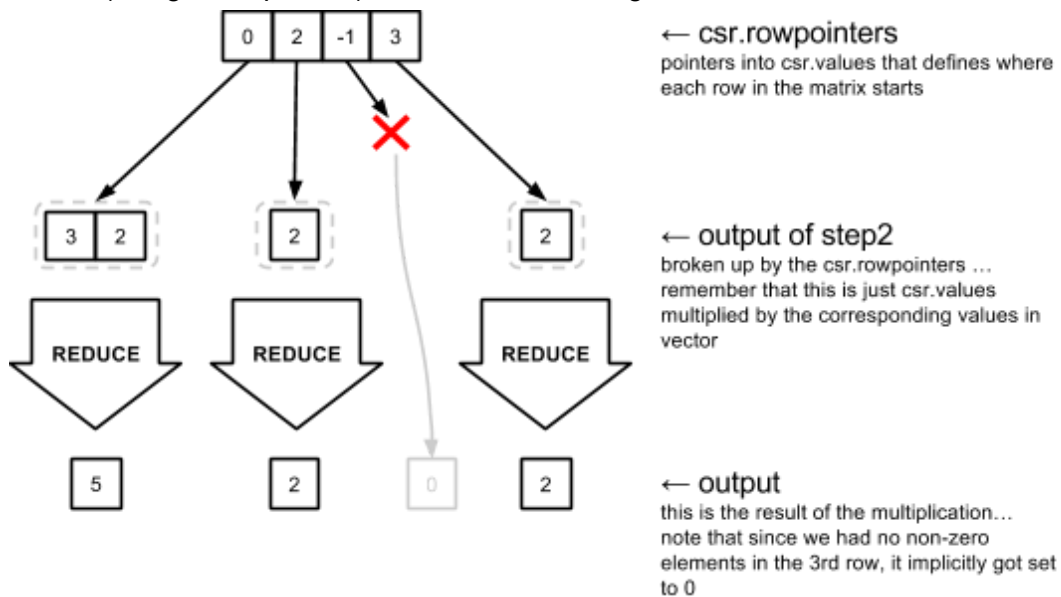 0 2 -1 3
← csr.rowpointers
pointers into csr.values that defines where
each row in the matrix starts
3 2
2
2
← output of step2
broken up by the csr.rowpointers ...
remember that this is just csr.values
multiplied by the corresponding values in
vector
REDUCE
REDUCE
REDUCE
5
2
0
2
← output
this is the result of the multiplication...
note that since we had no non-zero
elements in the 3rd row, it implicitly got set
to 0